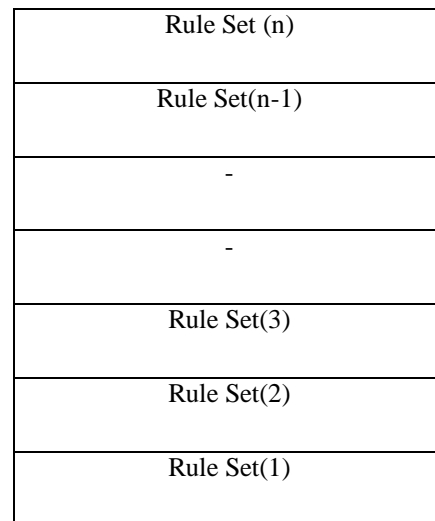 Rule Set (n)
Rule Set(n-1)
-
-
Rule Set(3)
Rule Set(2)
Rule Set(1)